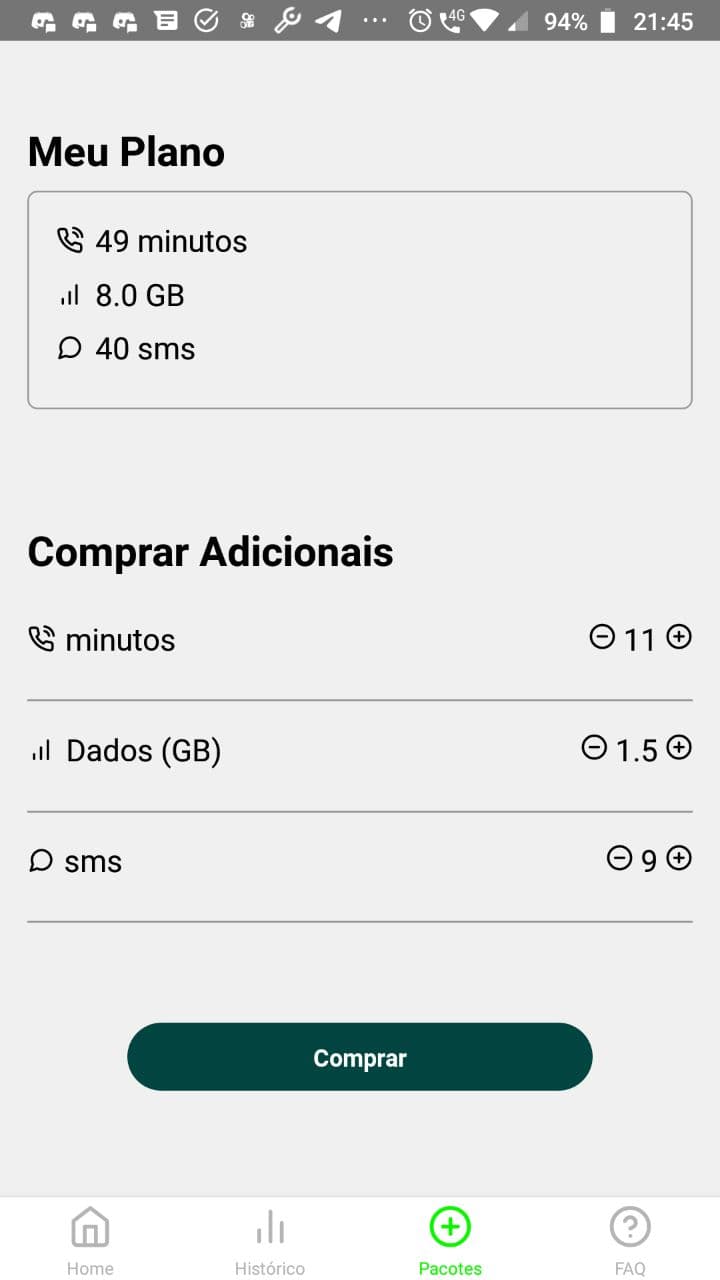 4G 94% 21:45
Meu Plano
49 minutos
8.0 GB
40 sms
Comprar Adicionais
minutos 11
Dados (GB) 1.5
sms 9
Comprar
Home Histórico Pacotes FAQ